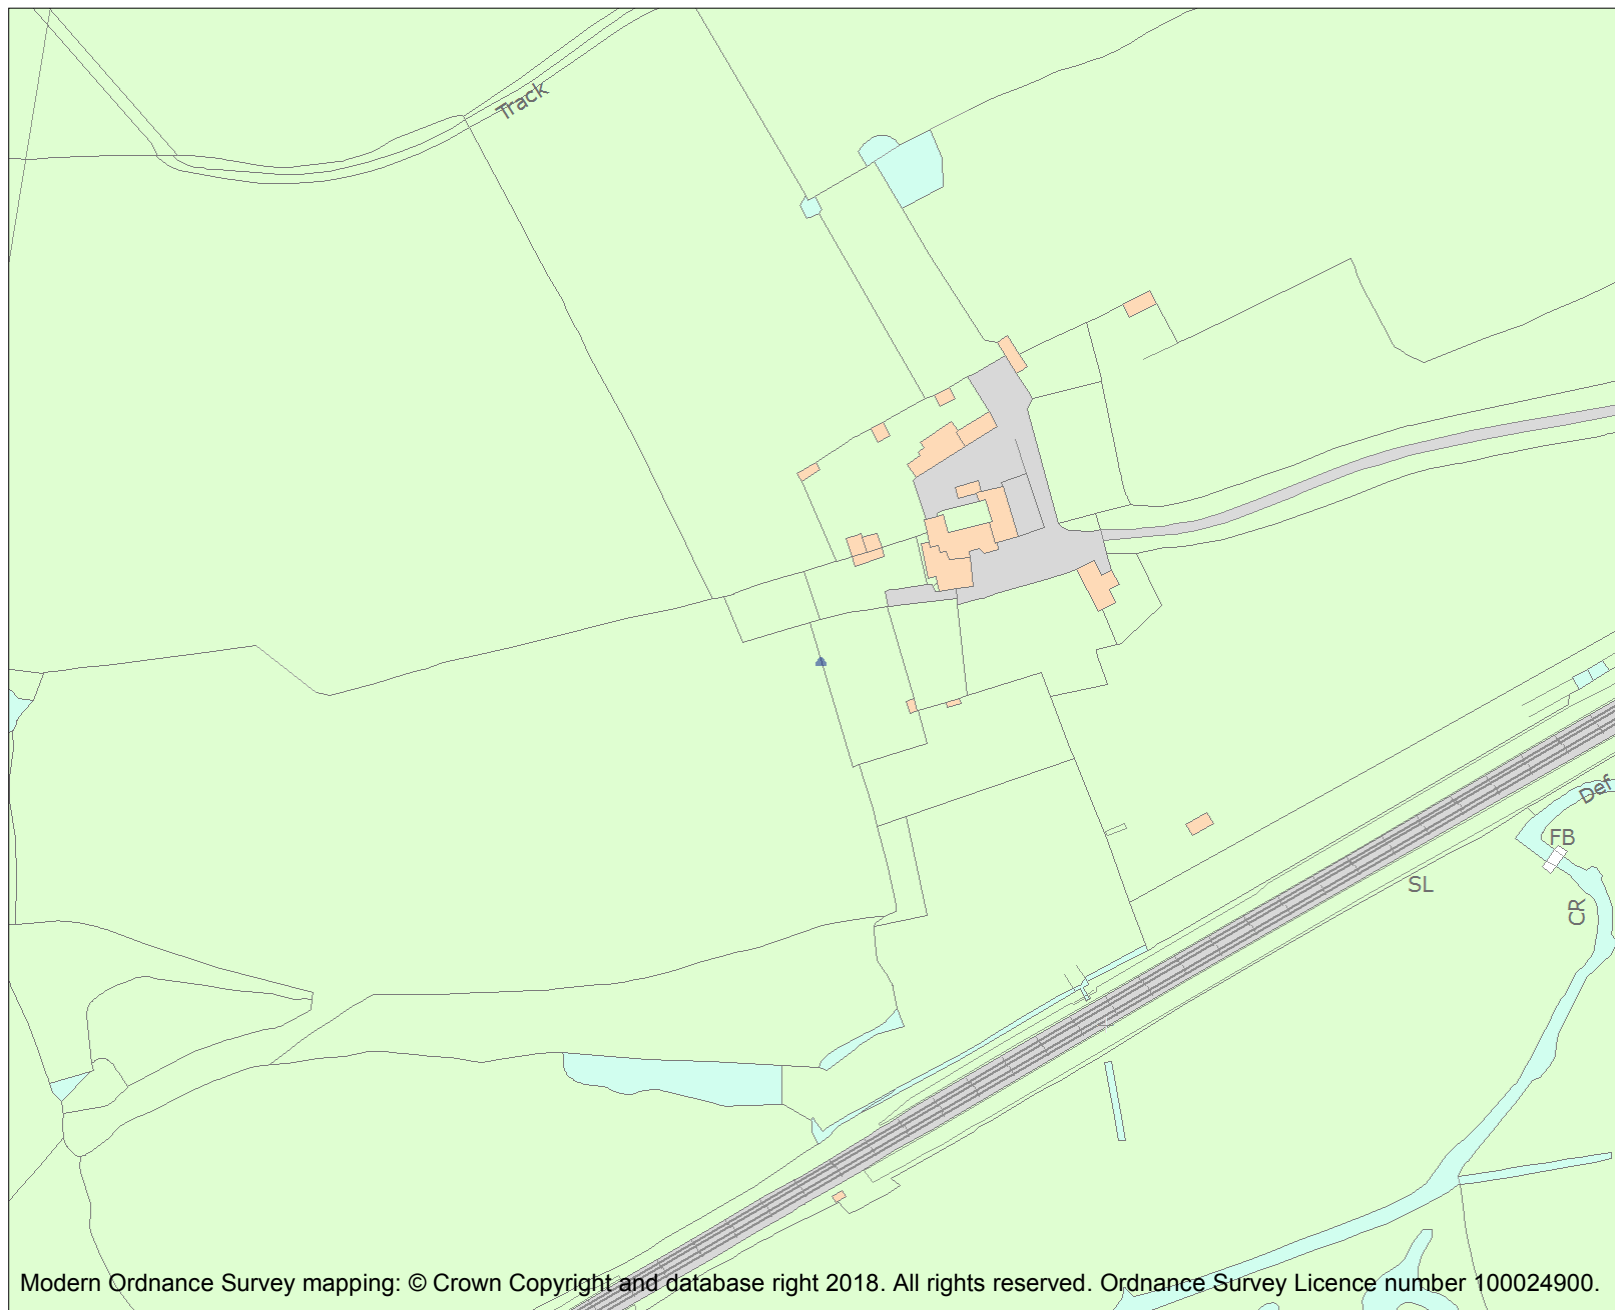 Track
Def
FB
SL
CR
Modern Ordnance Survey mapping: © Crown Copyright and database right 2018. All rights reserved. Ordnance Survey Licence number 100024900.